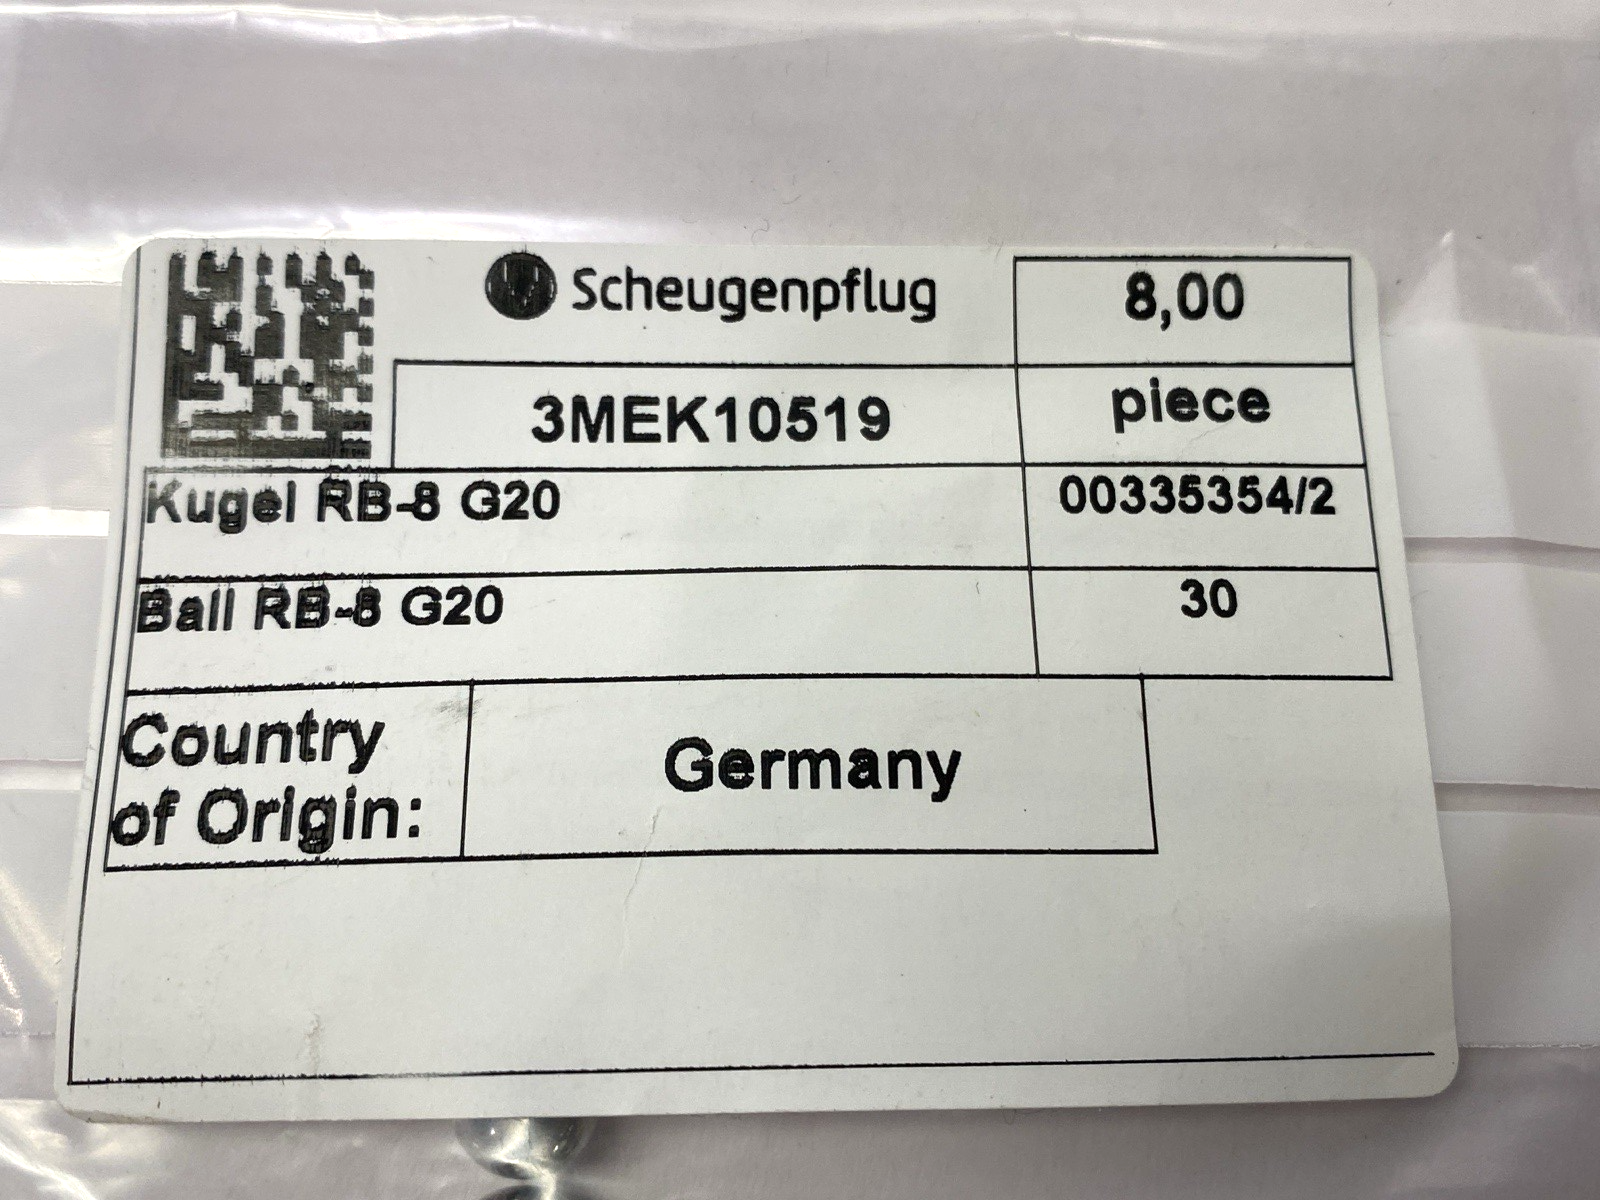 Scheugenpflug
8,00
3MEK10519
piece
Kugel RB-8 G20
00335354/2
Ball RB-8 G20
30
Country
of Origin:
Germany